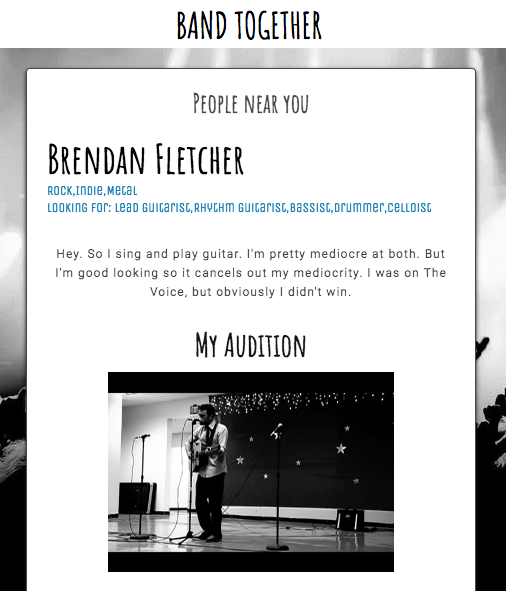 BAND TOGETHER
People near you
Brendan Fletcher
Rock,Indie,Metal
Looking For: Lead Guitarist,Rhythm Guitarist,Bassist,Drummer,Celloist
Hey. So I sing and play guitar. I'm pretty mediocre at both. But
I'm good looking so it cancels out my mediocrity. I was on The
Voice, but obviously I didn't win.
My Audition